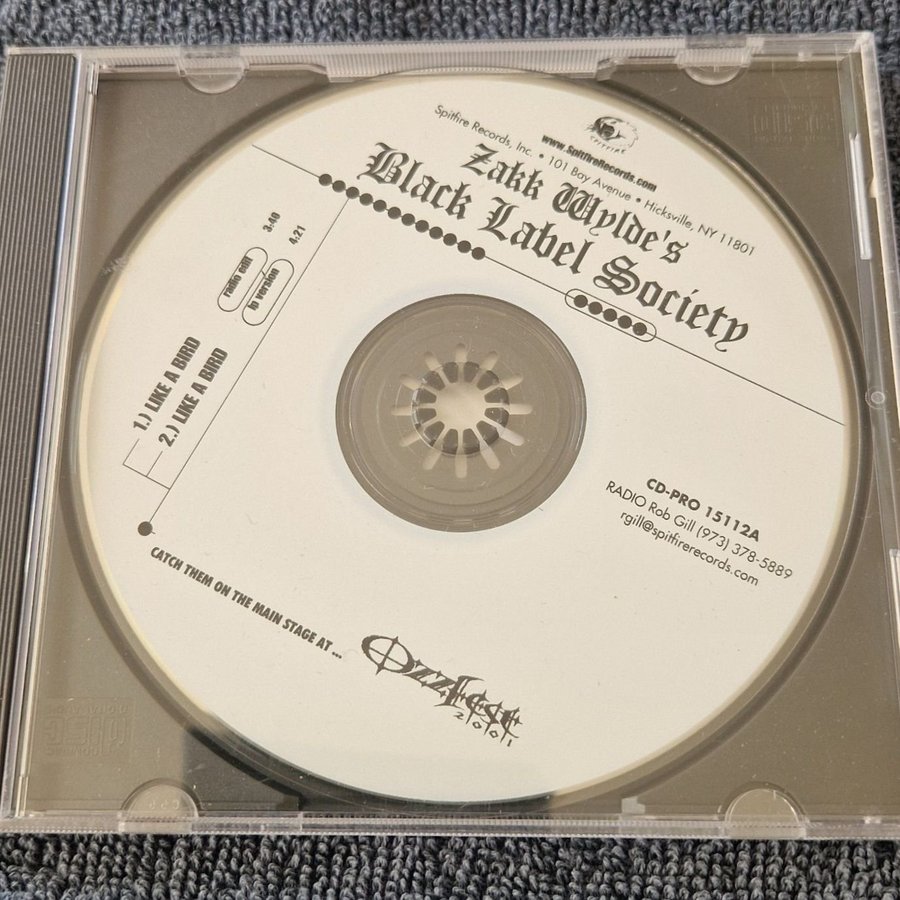 SPITFIRE
www.SpitfireRecords.com
Spitfire Records, Inc. • 101 Bay Avenue • Hicksville, NY 11801
Zakk Wylde's
Black Label Society
1.) LIKE A BIRD radio edit 3:40
2.) LIKE A BIRD lp version 4:21
CD-PRO 15112A
RADIO Rob Gill (973) 378-5889
rgill@spitfirerecords.com
CATCH THEM ON THE MAIN STAGE AT ...
Ozzfest
2001